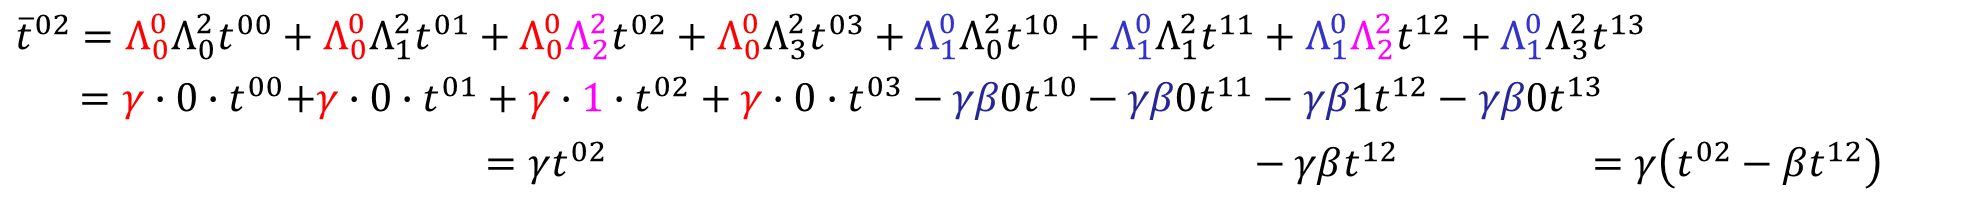 t̄⁰² = Λ⁰₀Λ²₀t⁰⁰ + Λ⁰₀Λ²₁t⁰¹ + Λ⁰₀Λ²₂t⁰² + Λ⁰₀Λ²₃t⁰³ + Λ⁰₁Λ²₀t¹⁰ + Λ⁰₁Λ²₁t¹¹ + Λ⁰₁Λ²₂t¹² + Λ⁰₁Λ²₃t¹³
= γ · 0 · t⁰⁰+γ · 0 · t⁰¹ + γ · 1 · t⁰² + γ · 0 · t⁰³ − γβ0t¹⁰ − γβ0t¹¹ − γβ1t¹² − γβ0t¹³
= γt⁰² − γβt¹² = γ(t⁰² − βt¹²)